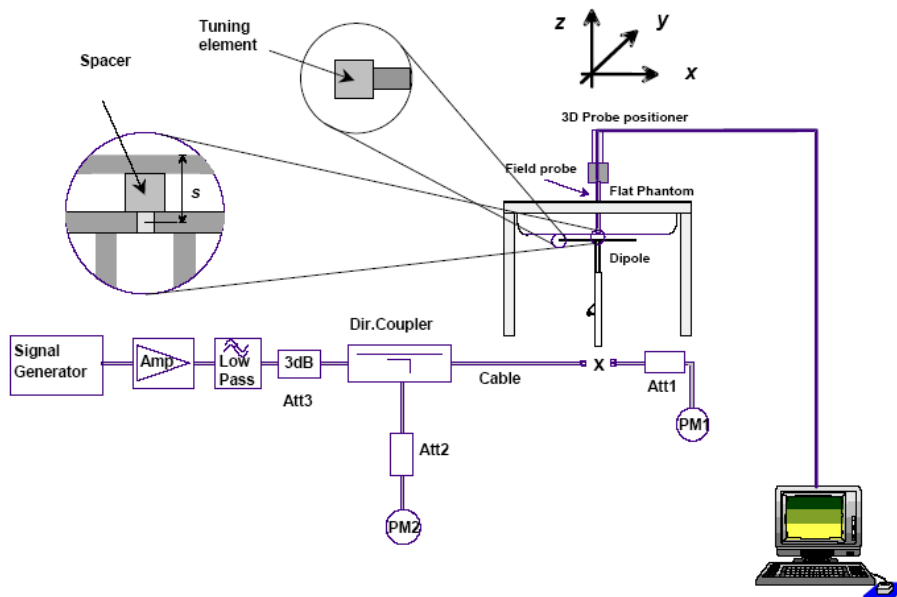 Tuning
element
Spacer
z
y
x
3D Probe positioner
Field probe
Flat Phantom
s
Dipole
Dir.Coupler
Signal
Generator
Amp
Low
Pass
3dB
Att3
Cable
x
Att1
PM1
Att2
PM2